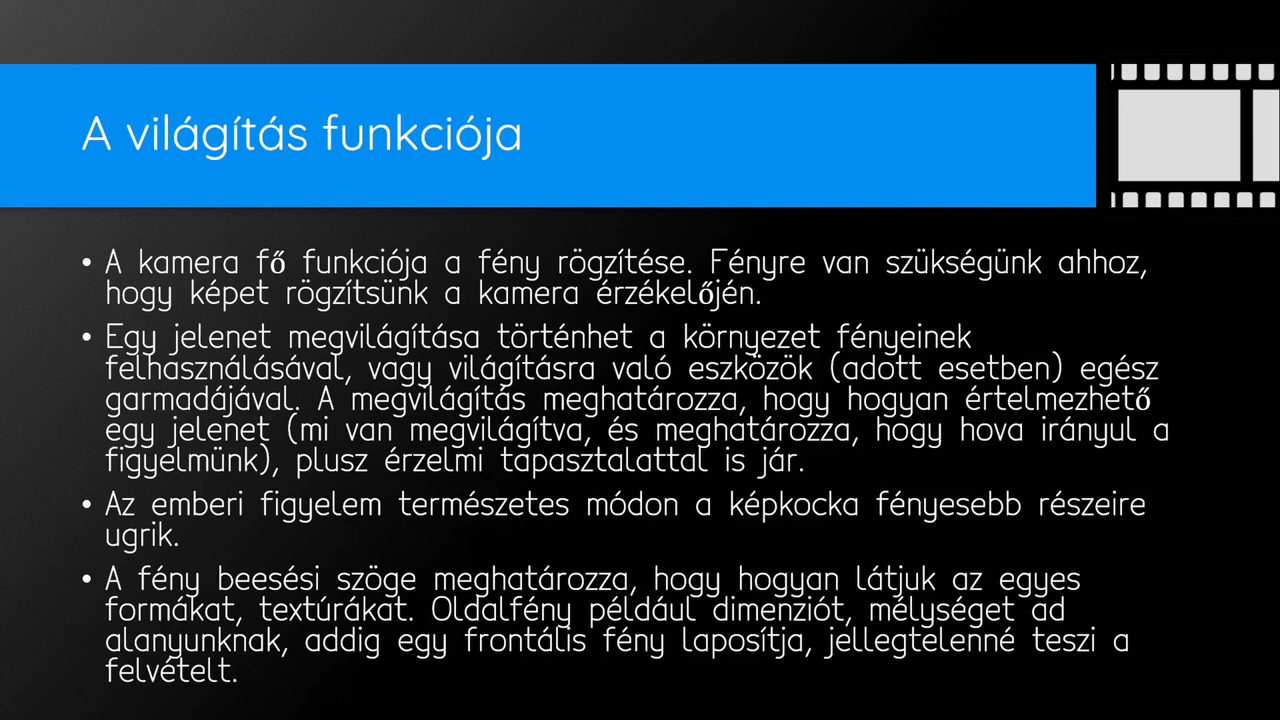 A világítás funkciója
• A kamera fő funkciója a fény rögzítése. Fényre van szükségünk ahhoz,
hogy képet rögzítsünk a kamera érzékelőjén.
• Egy jelenet megvilágítása történhet a környezet fényeinek
felhasználásával, vagy világításra való eszközök (adott esetben) egész
garmadájával. A megvilágítás meghatározza, hogy hogyan értelmezhető
egy jelenet (mi van megvilágítva, és meghatározza, hogy hova irányul a
figyelmünk), plusz érzelmi tapasztalattal is jár.
• Az emberi figyelem természetes módon a képkocka fényesebb részeire
ugrik.
• A fény beesési szöge meghatározza, hogy hogyan látjuk az egyes
formákat, textúrákat. Oldalfény például dimenziót, mélységet ad
alanyunknak, addig egy frontális fény laposítja, jellegtelenné teszi a
felvételt.